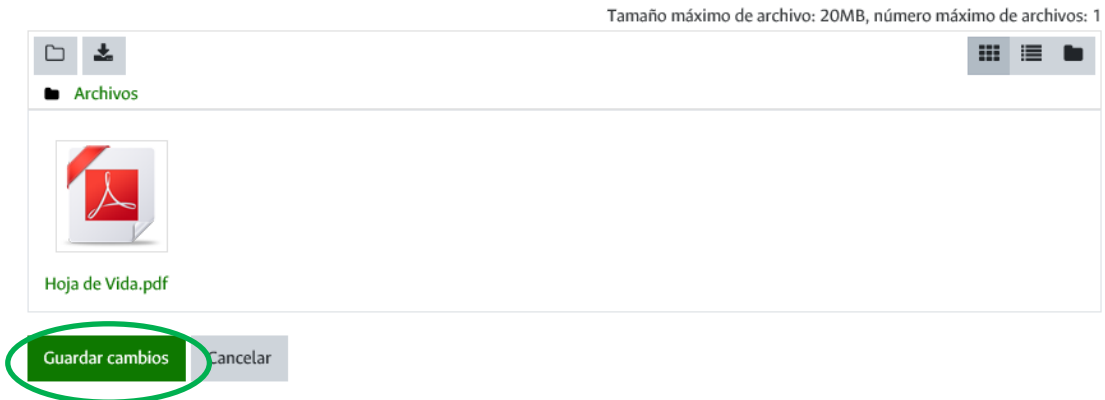 Tamaño máximo de archivo: 20MB, número máximo de archivos: 1
Archivos
Hoja de Vida.pdf
Guardar cambios
Cancelar